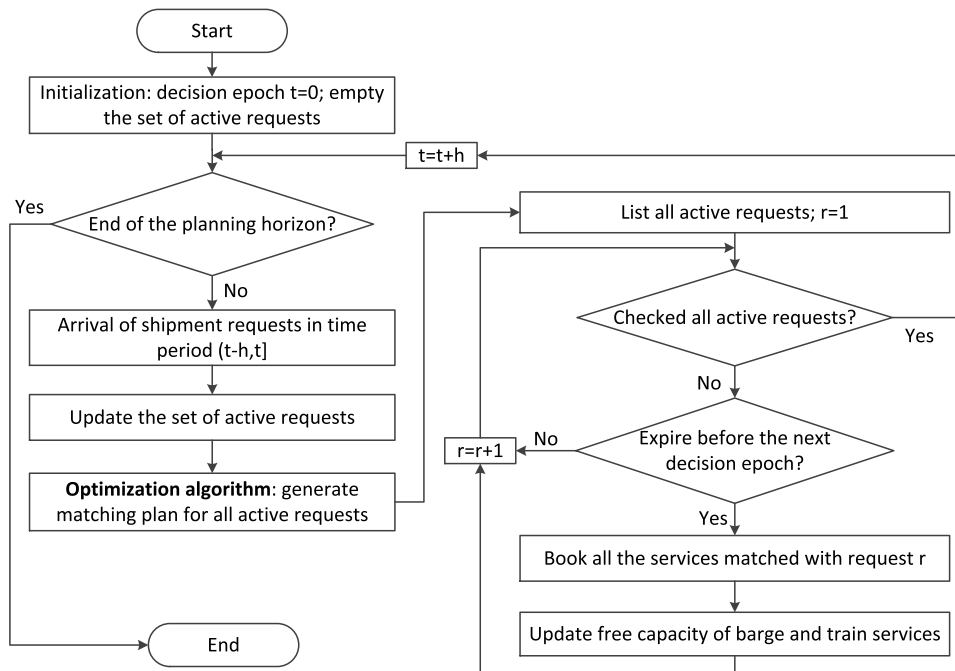 Start
Initialization: decision epoch t=0; empty
the set of active requests
t=t+h
Yes
End of the planning horizon?
No
Arrival of shipment requests in time
period (t-h,t]
Update the set of active requests
Optimization algorithm: generate
matching plan for all active requests
End
List all active requests; r=1
Checked all active requests?
Yes
No
Expire before the next
decision epoch?
No
r=r+1
Yes
Book all the services matched with request r
Update free capacity of barge and train services